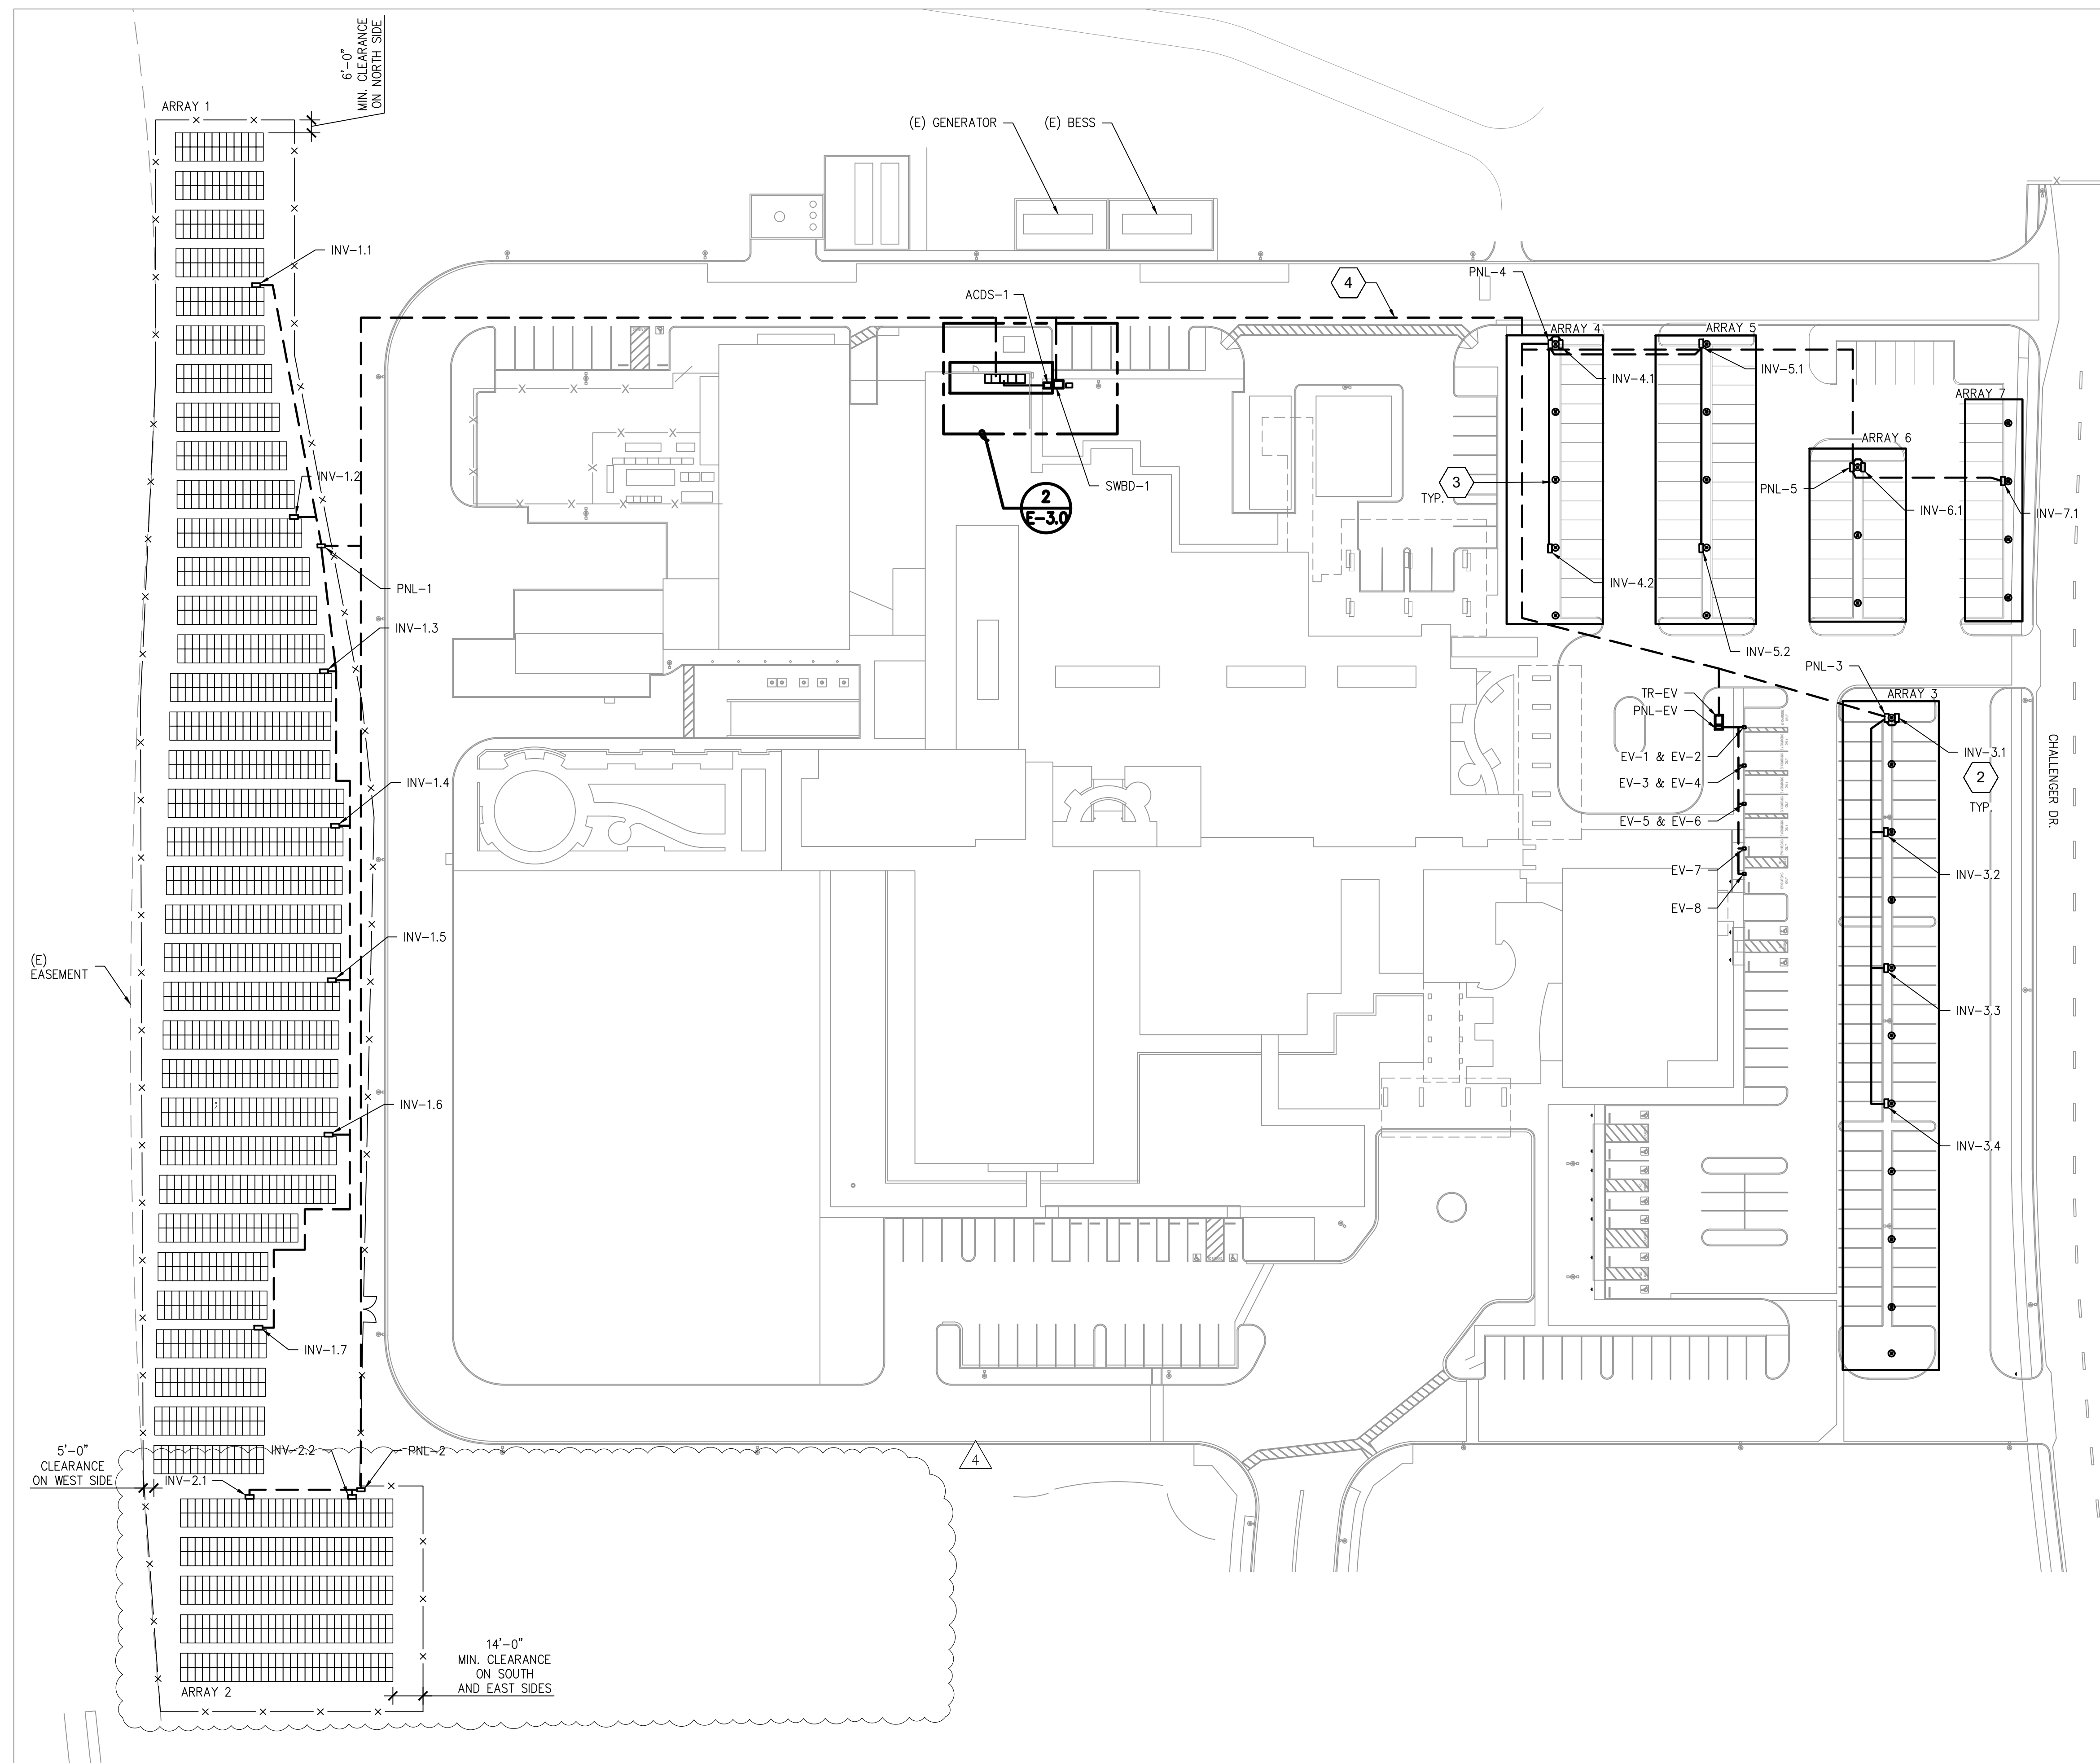 6'-0"
MIN. CLEARANCE
ON NORTH SIDE
ARRAY 1
(E) GENERATOR
(E) BESS
INV-1.1
ACDS-1
4
PNL-4
ARRAY 4
ARRAY 5
INV-4.1
INV-5.1
ARRAY 7
ARRAY 6
INV-1.2
SWBD-1
3
TYP.
PNL-5
INV-6.1
INV-7.1
2
E-3.0
PNL-1
INV-4.2
INV-1.3
INV-5.2
PNL-3
TR-EV
PNL-EV
ARRAY 3
EV-1 & EV-2
INV-3.1
2
TYP.
CHALLENGER DR.
INV-1.4
EV-3 & EV-4
EV-5 & EV-6
EV-7
INV-3.2
EV-8
INV-1.5
(E)
EASEMENT
INV-3.3
INV-1.6
INV-3.4
INV-1.7
5'-0"
CLEARANCE
ON WEST SIDE
INV-2.2
PNL-2
4
INV-2.1
14'-0"
MIN. CLEARANCE
ON SOUTH
AND EAST SIDES
ARRAY 2